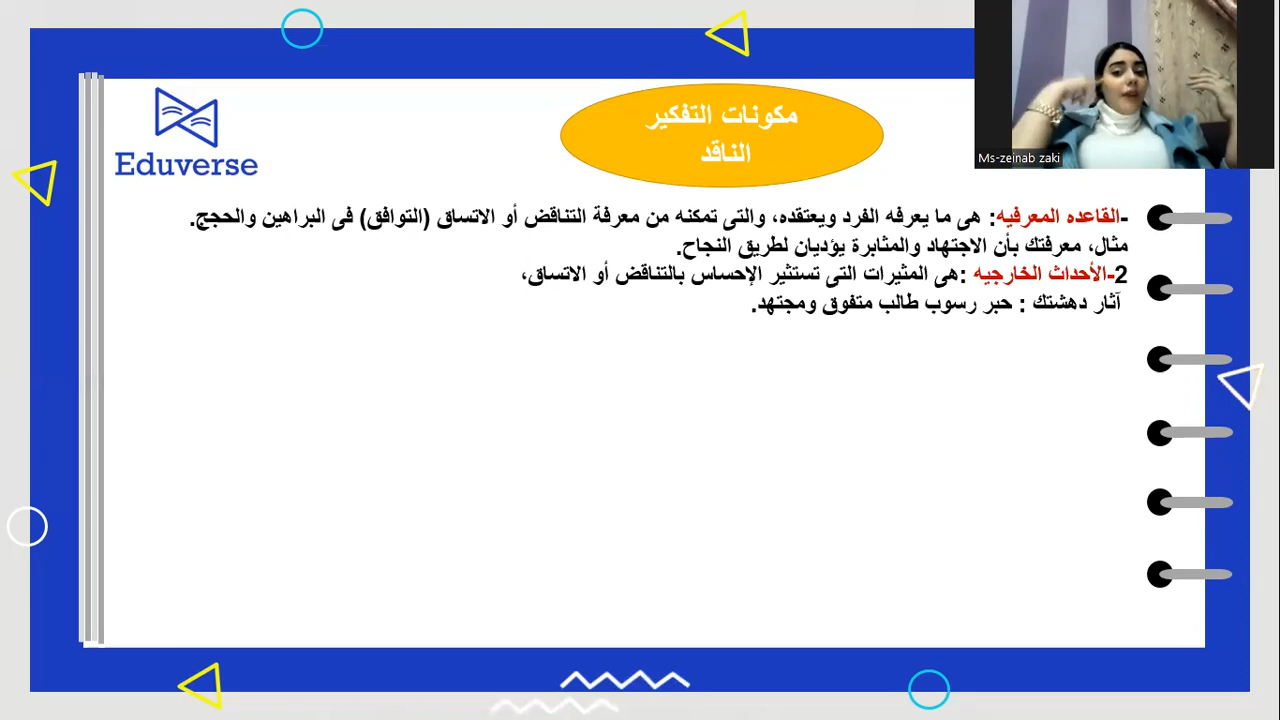 Eduverse
مكونات التفكير
الناقد
Ms-zeinab zaki
-القاعده المعرفيه: هى ما يعرفه الفرد ويعتقده، والتى تمكنه من معرفة التناقض أو الاتساق (التوافق) فى البراهين والحجج.
مثال، معرفتك بأن الاجتهاد والمثابرة يؤديان لطريق النجاح.
2-الأحداث الخارجيه :هى المثيرات التى تستثير الإحساس بالتناقض أو الاتساق،
آثار دهشتك : حبر رسوب طالب متفوق ومجتهد.